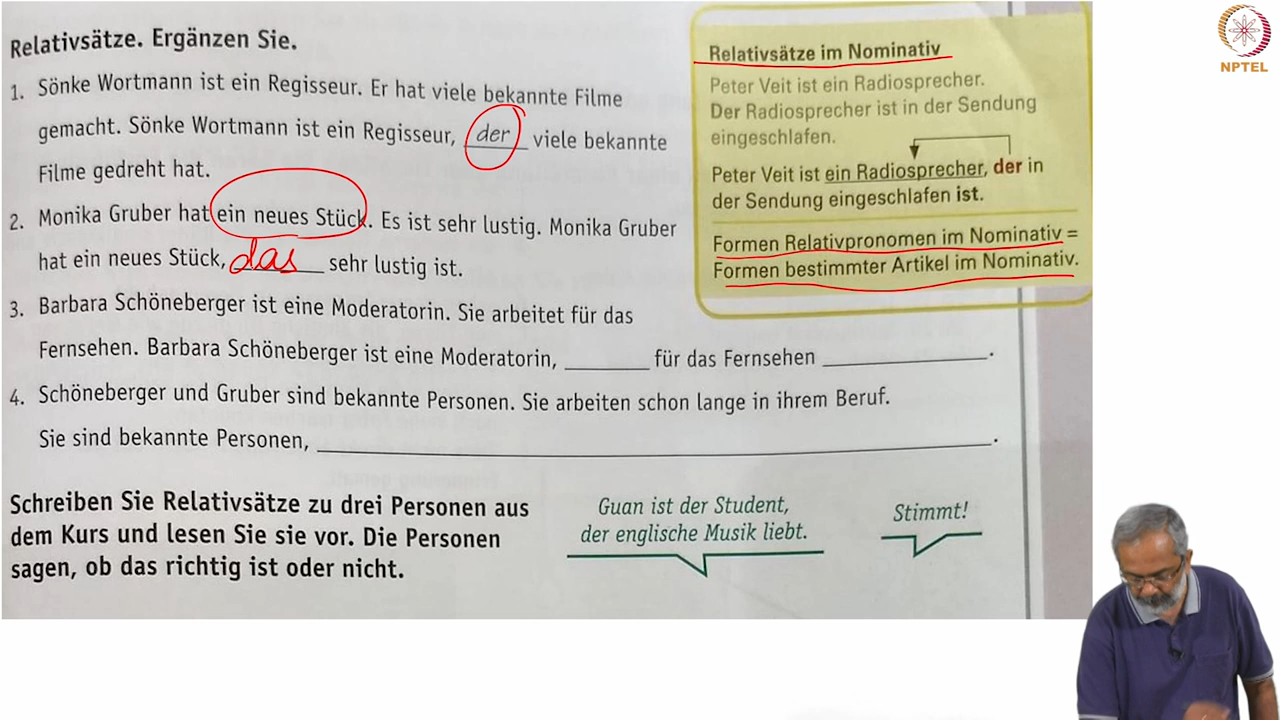 Relativsätze. Ergänzen Sie.
1. Sönke Wortmann ist ein Regisseur. Er hat viele bekannte Filme
gemacht. Sönke Wortmann ist ein Regisseur, der viele bekannte
Filme gedreht hat.
2. Monika Gruber hat ein neues Stück. Es ist sehr lustig. Monika Gruber
hat ein neues Stück, das sehr lustig ist.
3. Barbara Schöneberger ist eine Moderatorin. Sie arbeitet für das
Fernsehen. Barbara Schöneberger ist eine Moderatorin, ______ für das Fernsehen ______.
4. Schöneberger und Gruber sind bekannte Personen. Sie arbeiten schon lange in ihrem Beruf.
Sie sind bekannte Personen, ______.
Schreiben Sie Relativsätze zu drei Personen aus
dem Kurs und lesen Sie sie vor. Die Personen
sagen, ob das richtig ist oder nicht.
Guan ist der Student,
der englische Musik liebt.
Stimmt!
Relativsätze im Nominativ
Peter Veit ist ein Radiosprecher.
Der Radiosprecher ist in der Sendung
eingeschlafen.
Peter Veit ist ein Radiosprecher, der in
der Sendung eingeschlafen ist.
Formen Relativpronomen im Nominativ =
Formen bestimmter Artikel im Nominativ.
NPTEL